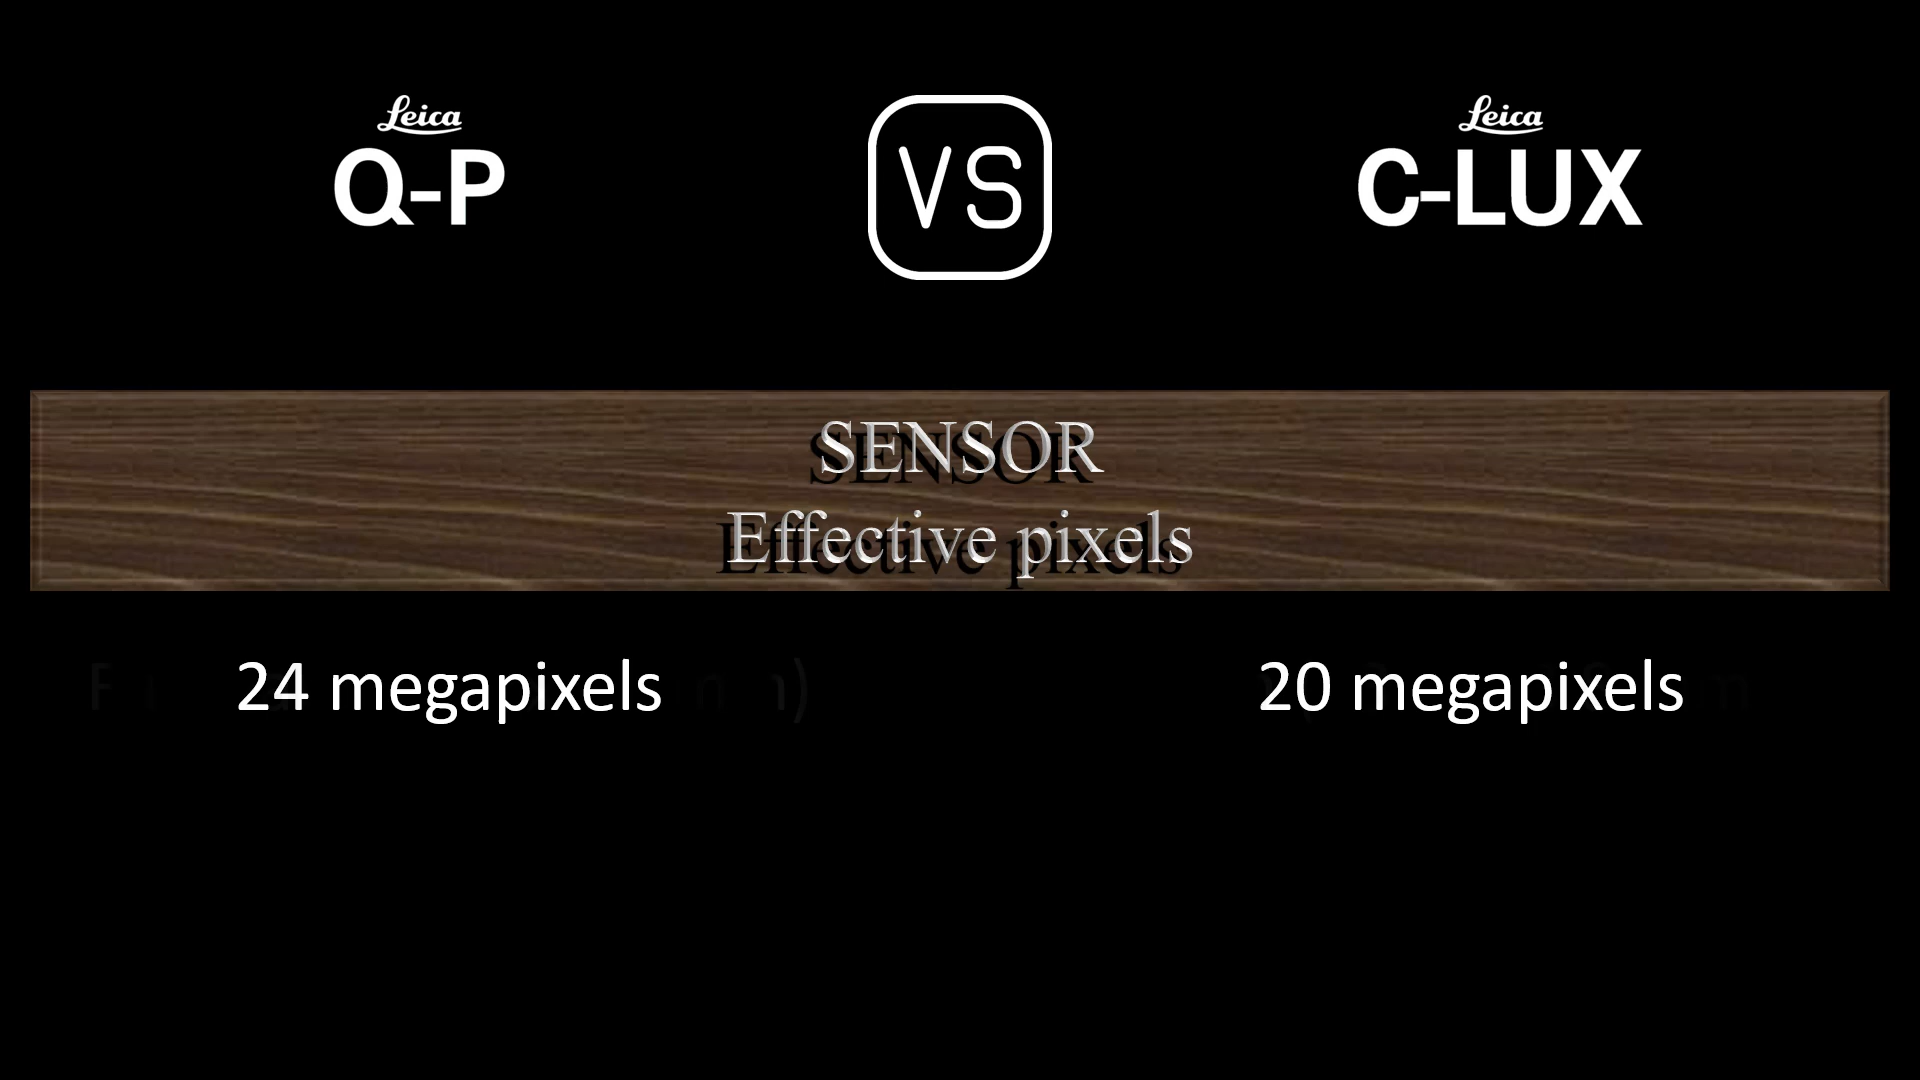 Leica
Q-P
VS
Leica
C-LUX
SENSOR
Effective pixels
24 megapixels
20 megapixels